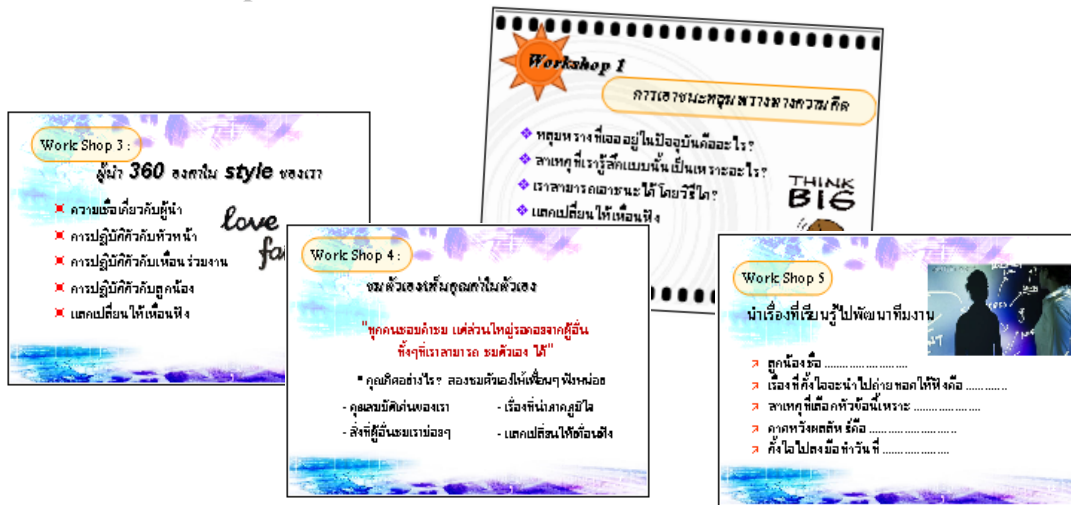 Workshop 1
การเอาชนะหลุมพรางทางความคิด
หลุมพรางที่เจออยู่ในปัจจุบันคืออะไร?
สาเหตุที่เรารู้สึกแบบนั้นเป็นเพราะอะไร?
เราสามารถเอาชนะได้โดยวิธีใด?
แลกเปลี่ยนให้เพื่อนฟัง
THINK
BIG
Work Shop 3 :
ผู้นำ 360 องศาใน style ของเรา
ความเชื่อเกี่ยวกับผู้นำ
การปฏิบัติตัวกับหัวหน้า
การปฏิบัติตัวกับเพื่อนร่วมงาน
การปฏิบัติตัวกับลูกน้อง
แลกเปลี่ยนให้เพื่อนฟัง
love
Work Shop 4 :
ชมตัวเองเห็นคุณค่าในตัวเอง
"ทุกคนชอบคำชม แต่ส่วนใหญ่รอคอยจากผู้อื่น
ทั้งๆที่เราสามารถ ชมตัวเอง ได้"
* คุณคิดอย่างไร? ลองชมตัวเองให้เพื่อนๆ ฟังหน่อย
- คุณสมบัติเด่นของเรา
- เรื่องที่น่าภาคภูมิใจ
- สิ่งที่ผู้อื่นชมเราบ่อยๆ
- แลกเปลี่ยนให้เพื่อนฟัง
Work Shop 5
นำเรื่องที่เรียนรู้ไปพัฒนาทีมงาน
ลูกน้องชื่อ ......................
เรื่องที่ตั้งใจจะนำไปถ่ายทอดให้ฟังคือ ............
สาเหตุที่เลือกหัวข้อนี้เพราะ ....................
คาดหวังผลลัพธ์คือ ..........................
ตั้งใจไปลงมือทำวันที่ ....................